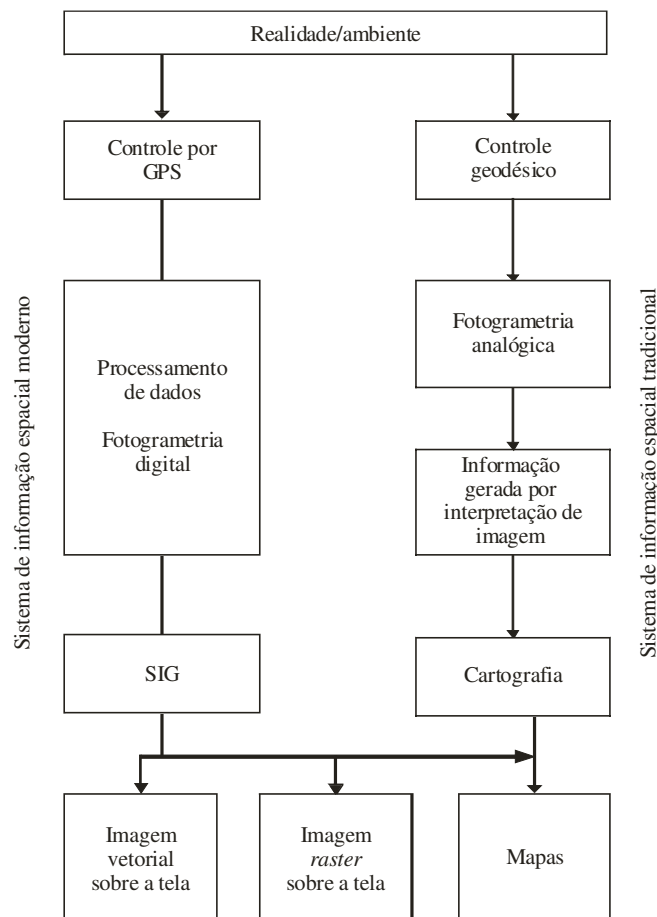 Realidade/ambiente
Controle por
GPS
Controle
geodésico
Sistema de informação espacial moderno
Processamento
de dados
Fotogrametria
digital
Fotogrametria
analógica
Informação
gerada por
interpretação de
imagem
Sistema de informação espacial tradicional
SIG
Cartografia
Imagem
vetorial
sobre a tela
Imagem
raster
sobre a tela
Mapas